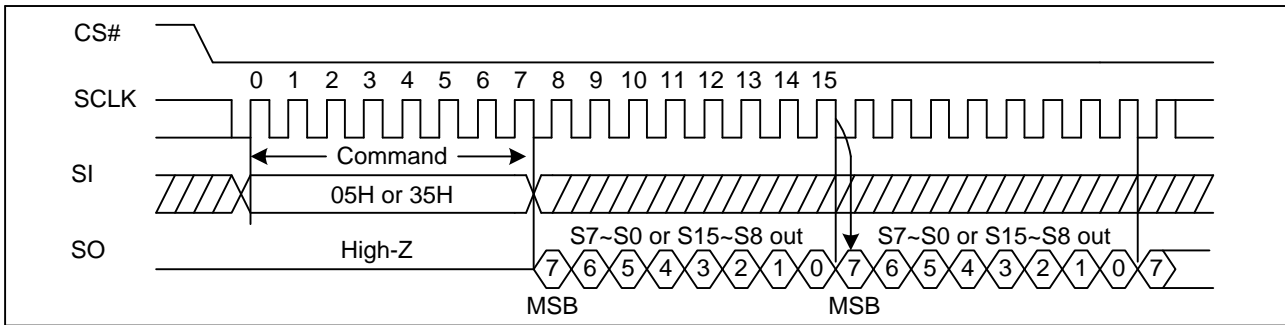 CS#
0 1 2 3 4 5 6 7 8 9 10 11 12 13 14 15
SCLK
Command
SI
05H or 35H
S7~S0 or S15~S8 out S7~S0 or S15~S8 out
SO
High-Z
7 6 5 4 3 2 1 0 7 6 5 4 3 2 1 0 7
MSB MSB